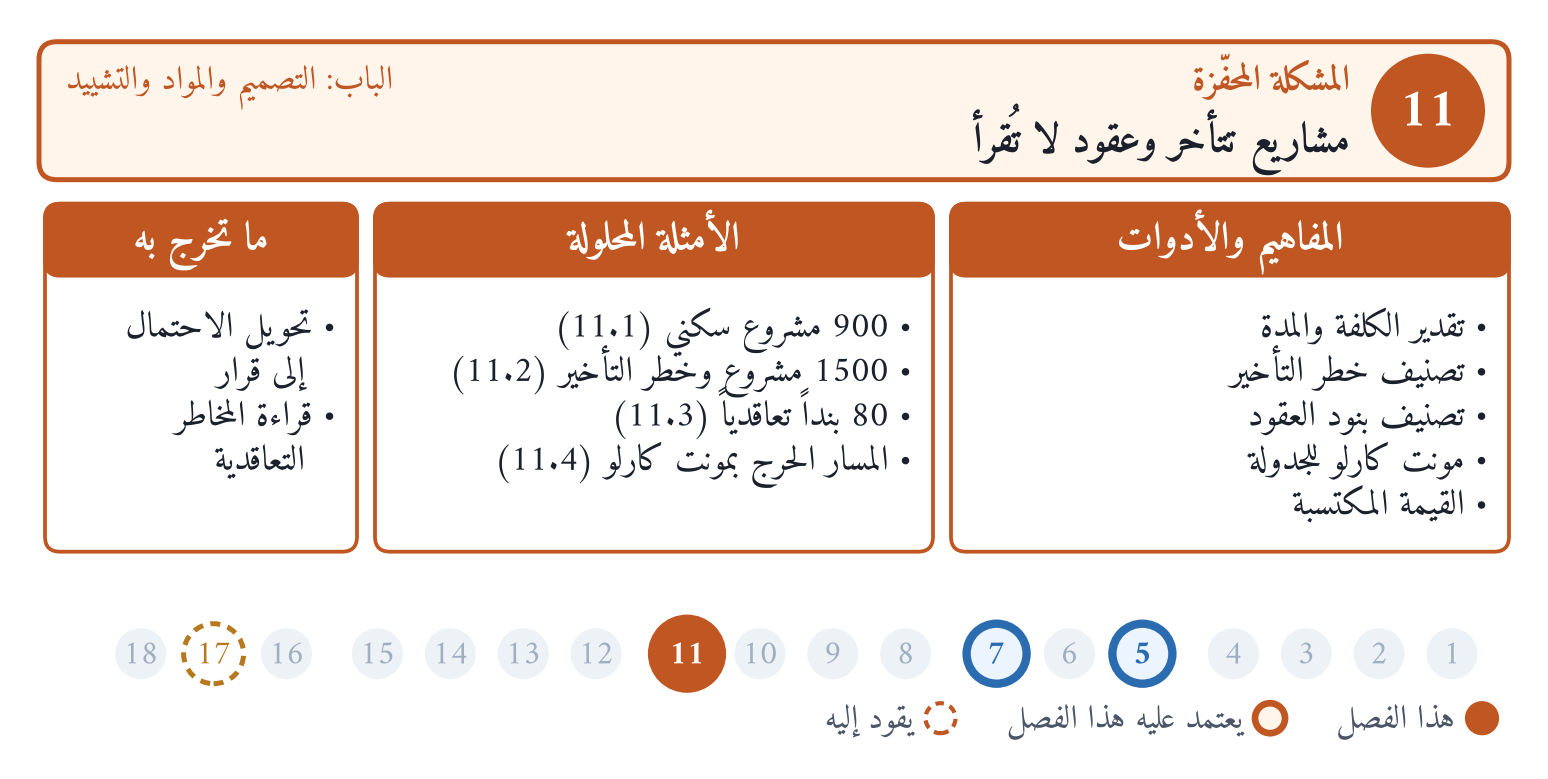 11
المشكلة المحفّزة
الباب: التصميم والمواد والتشييد
مشاريع تتأخر وعقود لا تُقرأ
المفاهيم والأدوات
• تقدير الكلفة والمدة
• تصنيف خطر التأخير
• تصنيف بنود العقود
• مونت كارلو للجدولة
• القيمة المكتسبة
الأمثلة المحلولة
• 900 مشروع سكني (11.1)
• 1500 مشروع وخطر التأخير (11.2)
• 80 بنداً تعاقدياً (11.3)
• المسار الحرج بمونت كارلو (11.4)
ما تخرج به
• تحويل الاحتمال
إلى قرار
• قراءة المخاطر
التعاقدية
1 2 3 4 5 6 7 8 9 10 11 12 13 14 15 16 17 18
هذا الفصل يعتمد عليه هذا الفصل يقود إليه